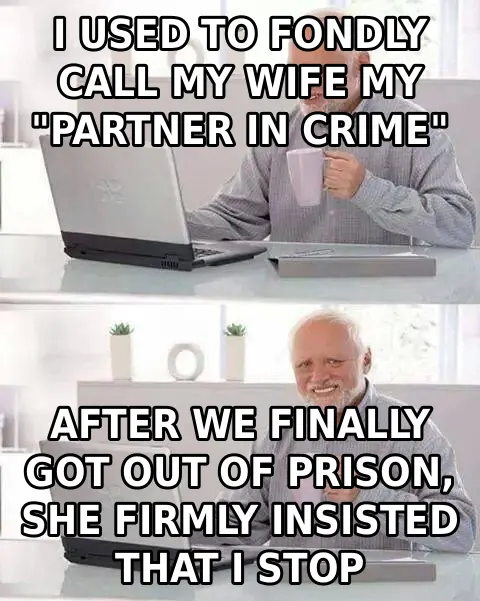 I USED TO FONDLY
CALL MY WIFE MY
"PARTNER IN CRIME"
AFTER WE FINALLY
GOT OUT OF PRISON,
SHE FIRMLY INSISTED
THAT I STOP